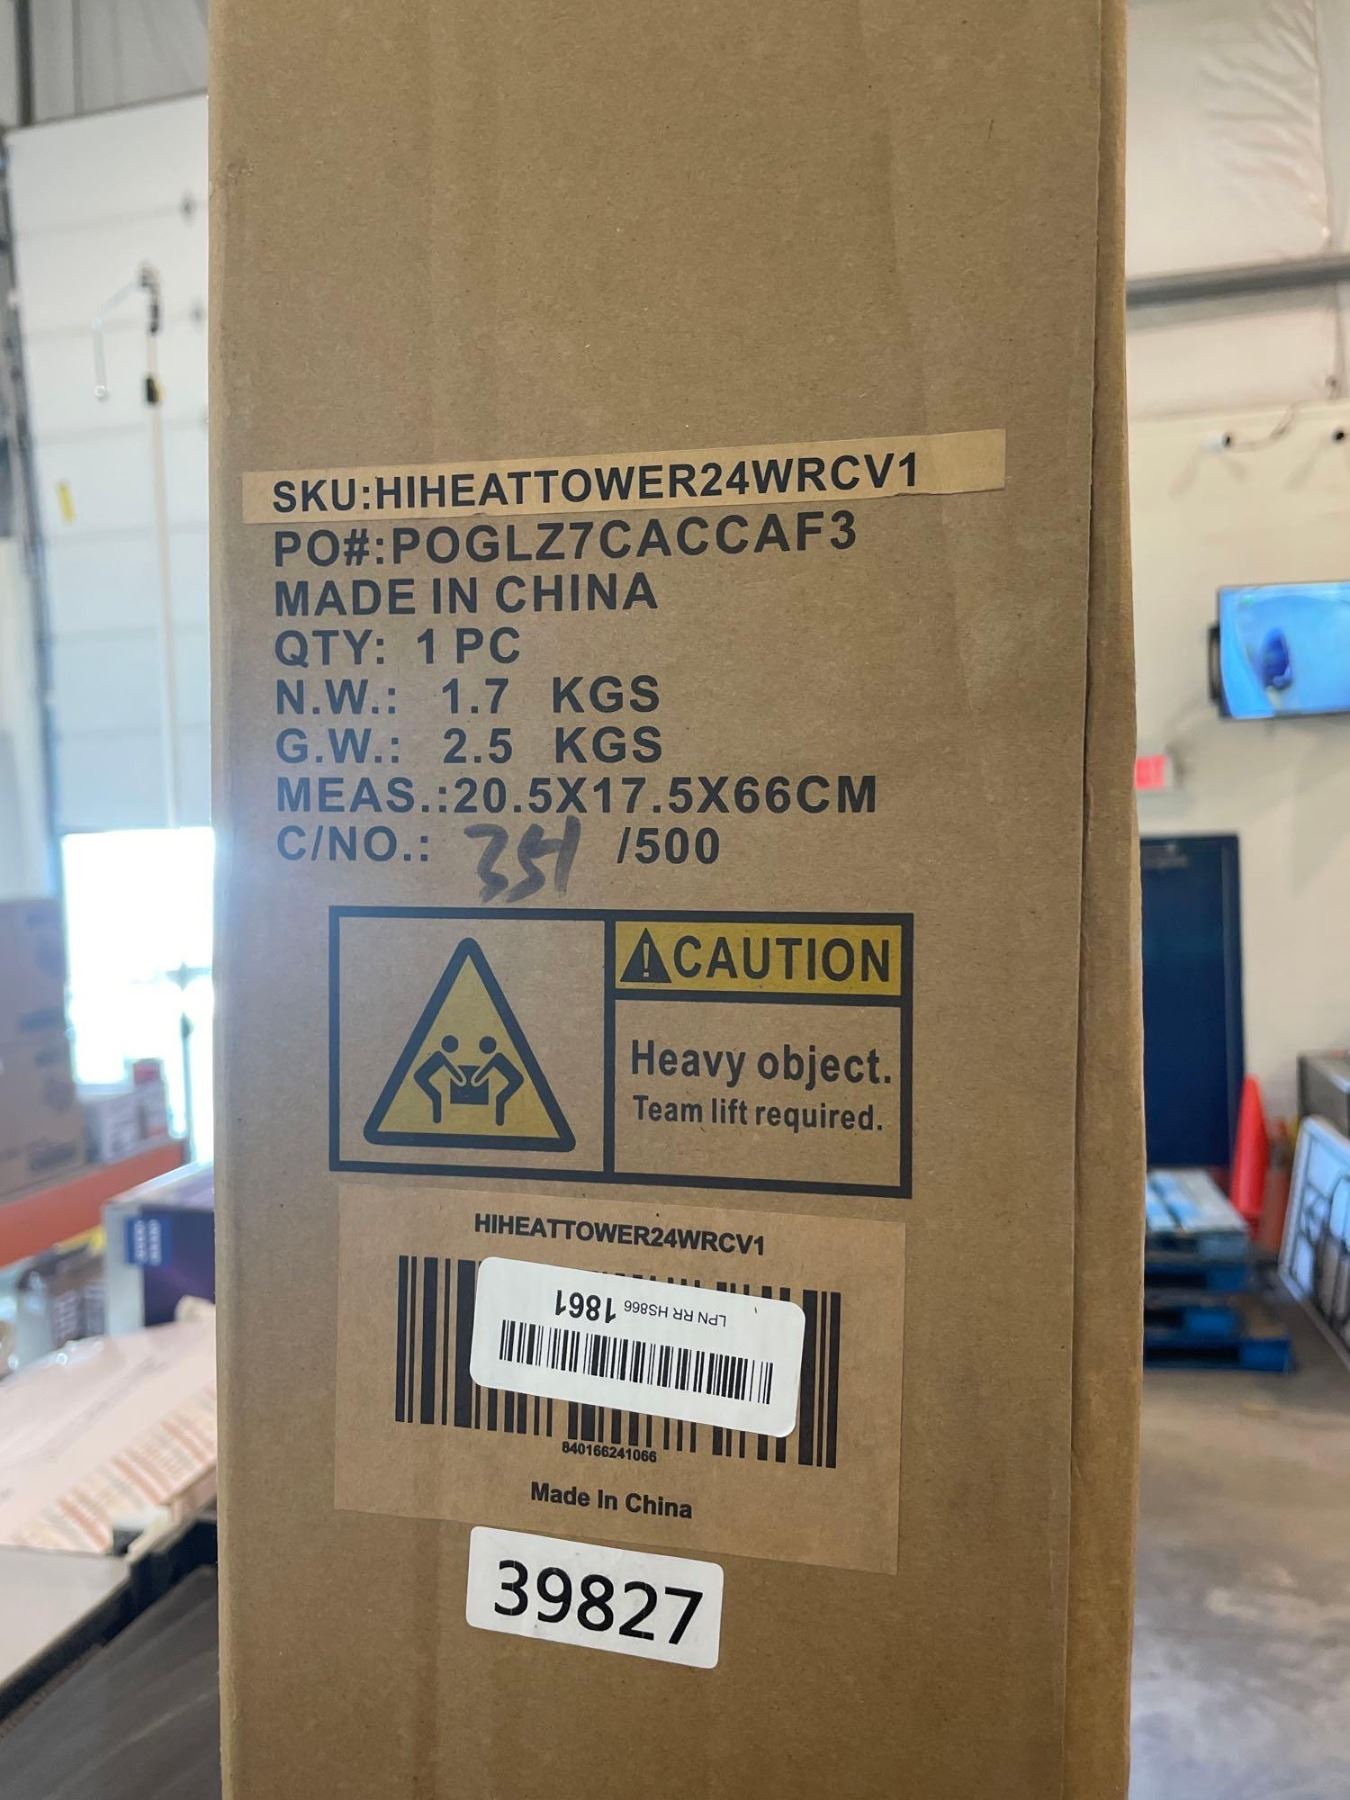 SKU:HIHEATTOWER24WRCV1
PO#:POGLZ7CACCAF3
MADE IN CHINA
QTY: 1 PC
N.W.: 1.7 KGS
G.W.: 2.5 KGS
MEAS.:20.5X17.5X66CM
C/NO.: 351 /500
CAUTION
Heavy object.
Team lift required.
HIHEATTOWER24WRCV1
LPN RR HS866 1861
840166241066
Made In China
39827